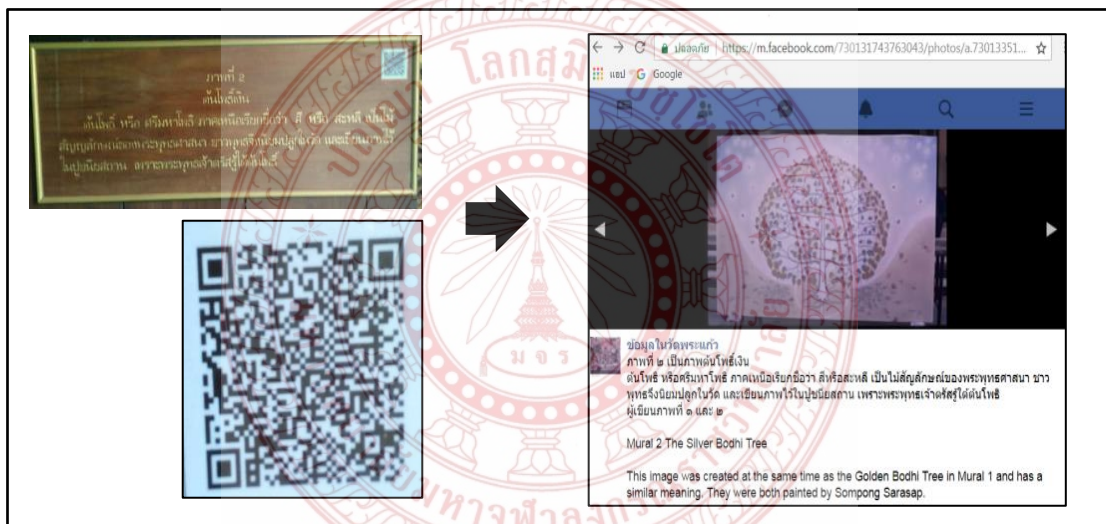 ภาพที่ 2
ต้นโพธิ์เงิน
ต้นโพธิ์ หรือ ศรีมหาโพธิ ภาคเหนือเรียกชื่อว่า สี หรือ สะหลี เป็นไม้
สัญญลักษณ์ของพระพุทธศาสนา ชาวพุทธจึงนิยมปลูกในวัด และเขียนภาพไว้
ในปูชนียสถาน เพราะพระพุทธเจ้าตรัสรู้ใต้ต้นโพธิ์
ปลอดภัย | https://m.facebook.com/730131743763043/photos/a.73013351...
แอป Google
ข้อมูลในวัดพระแก้ว
ภาพที่ ๒ เป็นภาพต้นโพธิ์เงิน
ต้นโพธิ์ หรือศรีมหาโพธิ์ ภาคเหนือเรียกชื่อว่า สีหรือสะหลี เป็นไม้สัญลักษณ์ของพระพุทธศาสนา ชาว
พุทธจึงนิยมปลูกในวัด และเขียนภาพไว้ในปูชนียสถาน เพราะพระพุทธเจ้าตรัสรู้ใต้ต้นโพธิ์
ผู้เขียนภาพที่ ๑ และ ๒
Mural 2 The Silver Bodhi Tree
This image was created at the same time as the Golden Bodhi Tree in Mural 1 and has a
similar meaning. They were both painted by Sompong Sarasap.
ม จ ร